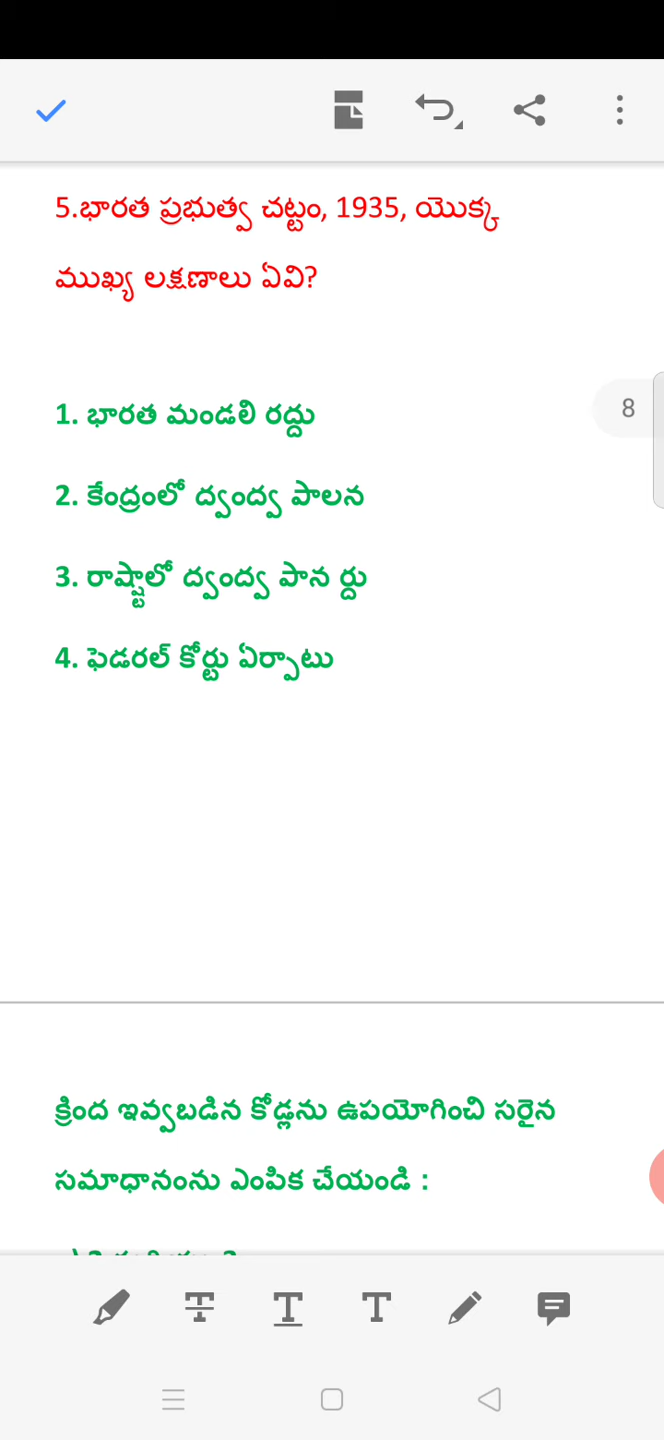 5.భారత ప్రభుత్వ చట్టం, 1935, యొక్క
ముఖ్య లక్షణాలు ఏవి?
1. భారత మండలి రద్దు
8
2. కేంద్రంలో ద్వంద్వ పాలన
3. రాష్ట్రాలో ద్వంద్వ పాన ర్దు
4. ఫెడరల్ కోర్టు ఏర్పాటు
క్రింద ఇవ్వబడిన కోడ్లను ఉపయోగించి సరైన
సమాధానంను ఎంపిక చేయండి :